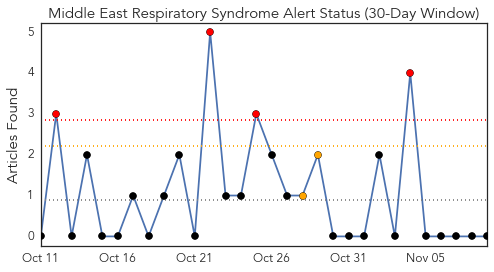 Middle East Respiratory Syndrome Alert Status (30-Day Window)
Articles Found
5
4
3
2
1
0
Oct 11 Oct 16 Oct 21 Oct 26 Oct 31 Nov 05